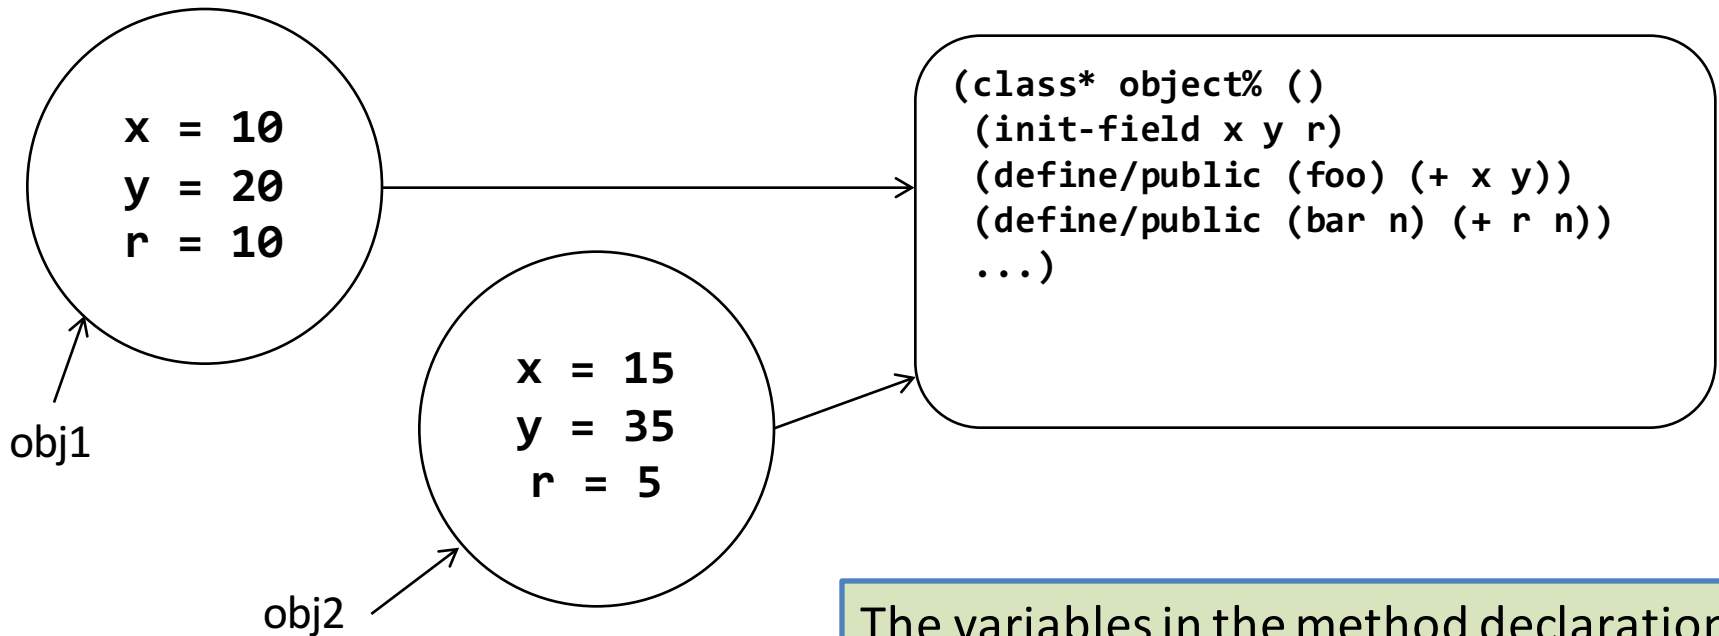 x = 10
y = 20
r = 10
obj1
x = 15
y = 35
r = 5
obj2
(class* object% ()
(init-field x y r)
(define/public (foo) (+ x y))
(define/public (bar n) (+ r n))
...)
The variables in the method declaration